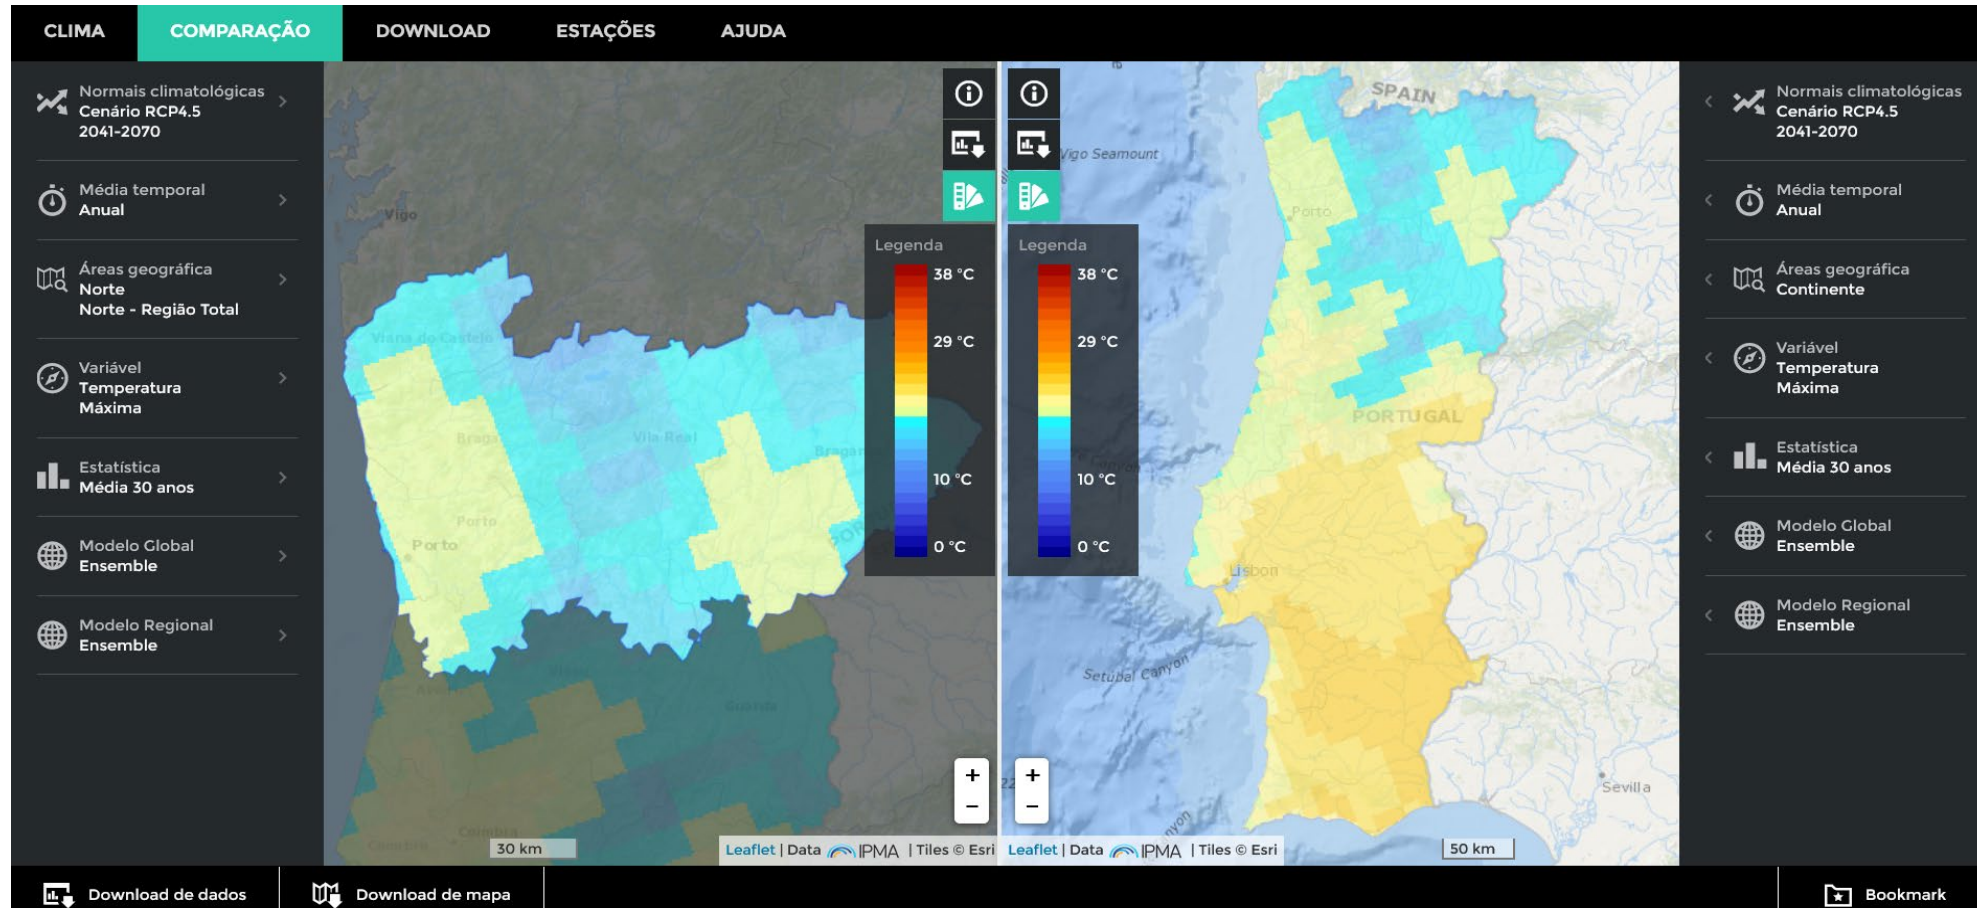 CLIMA
COMPARAÇÃO
DOWNLOAD
ESTAÇÕES
AJUDA
Normais climatológicas
Cenário RCP4.5
2041-2070
Média temporal
Anual
Áreas geográfica
Norte
Norte - Região Total
Variável
Temperatura
Máxima
Estatística
Média 30 anos
Modelo Global
Ensemble
Modelo Regional
Ensemble
Vigo
Viana do Castelo
Braga
Vila Real
Porto
Porto
Guarda
Coimbra
Legenda
38 °C
29 °C
10 °C
0 °C
+
−
30 km
Leaflet | Data IPMA | Tiles © Esri
SPAIN
Vigo Seamount
Porto
Legenda
38 °C
29 °C
10 °C
0 °C
PORTUGAL
Lisbon
Setúbal Canyon
Sevilla
+
−
50 km
Leaflet | Data IPMA | Tiles © Esri
Normais climatológicas
Cenário RCP4.5
2041-2070
Média temporal
Anual
Áreas geográfica
Continente
Variável
Temperatura
Máxima
Estatística
Média 30 anos
Modelo Global
Ensemble
Modelo Regional
Ensemble
Download de dados
Download de mapa
Bookmark